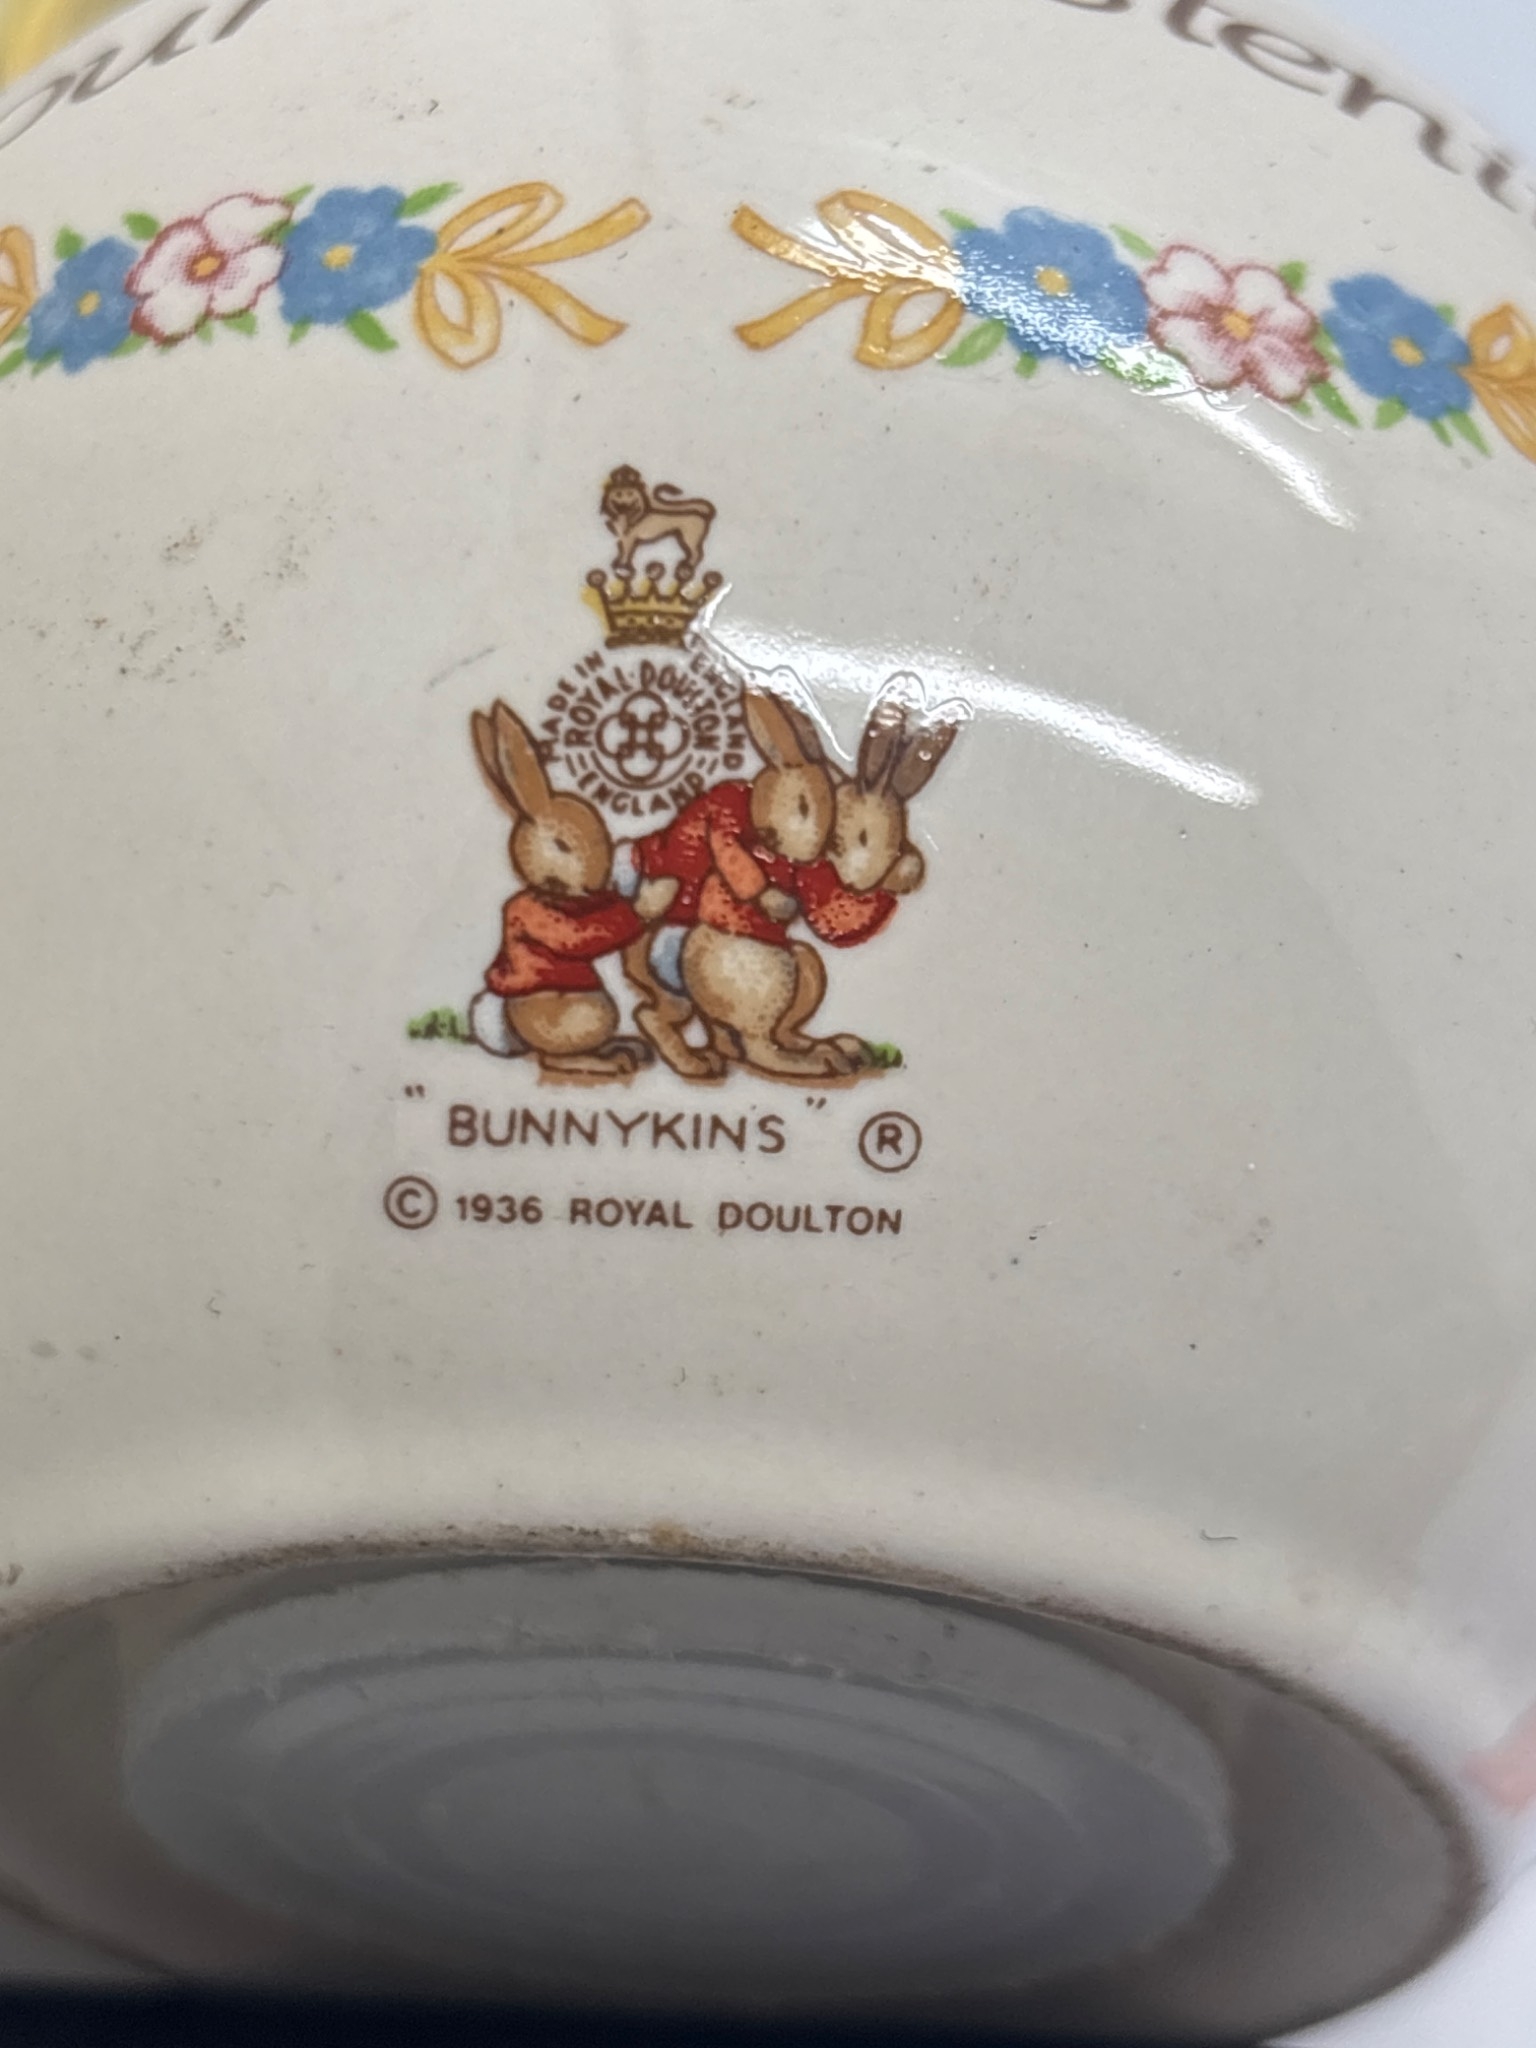 MADE IN ENGLAND
ROYAL·DOULTON
ENGLAND
"BUNNYKINS" ®
© 1936 ROYAL DOULTON